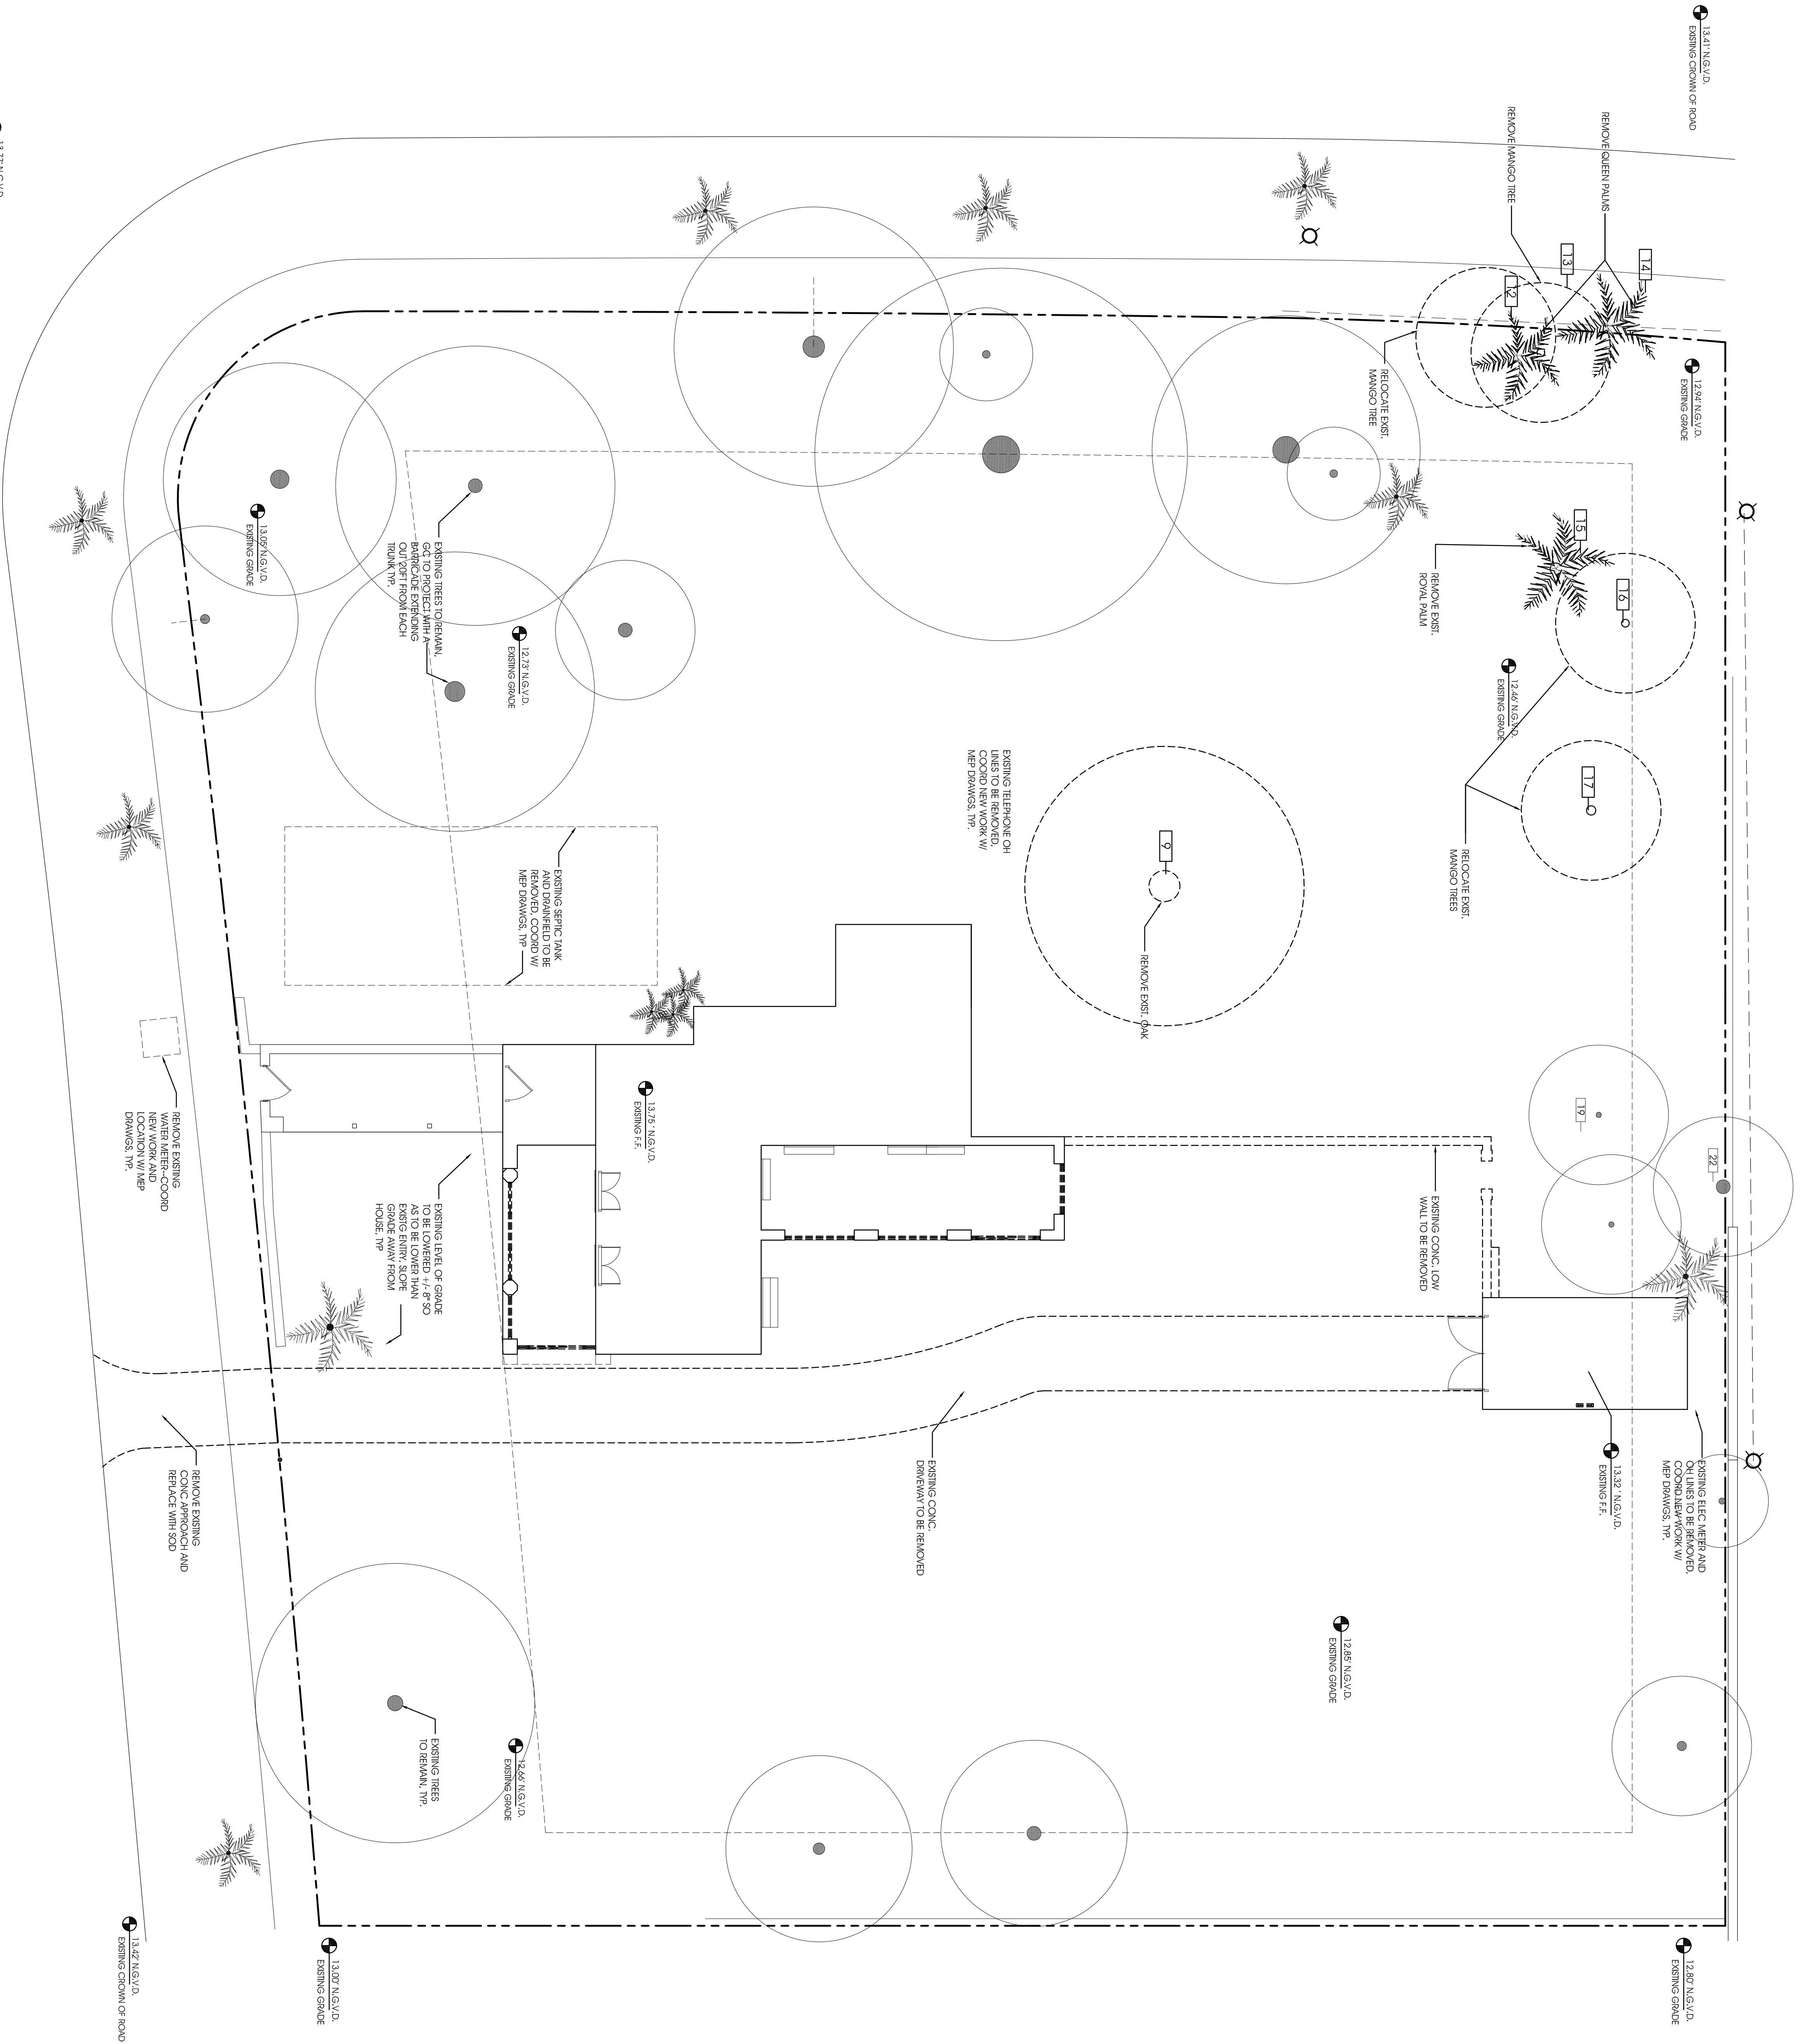 13.41' N.G.V.D.
EXISTING CROWN OF ROAD
REMOVE QUEEN PALMS
REMOVE MANGO TREE
14
13
12
12.94' N.G.V.D.
EXISTING GRADE
RELOCATE EXIST.
MANGO TREE
15
16
REMOVE EXIST.
ROYAL PALM
12.46' N.G.V.D.
EXISTING GRADE
17
RELOCATE EXIST.
MANGO TREES
13.05' N.G.V.D.
EXISTING GRADE
EXISTING TREES TO REMAIN,
GC TO PROTECT WITH A
BARRICADE EXTENDING
OUT 20FT FROM EACH
TRUNK TYP.
12.73' N.G.V.D.
EXISTING GRADE
EXISTING TELEPHONE OH
LINES TO BE REMOVED,
COORD NEW WORK W/
MEP DRAWGS, TYP.
9
REMOVE EXIST. OAK
EXISTING SEPTIC TANK
AND DRAINFIELD TO BE
REMOVED, COORD W/
MEP DRAWGS, TYP
13.75 ' N.G.V.D.
EXISTING F.F.
19
22
REMOVE EXISTING
WATER METER--COORD
NEW WORK AND
LOCATION W/ MEP
DRAWGS, TYP.
EXISTING LEVEL OF GRADE
TO BE LOWERED +/- 8" SO
AS TO BE LOWER THAN
EXISTG ENTRY, SLOPE
GRADE AWAY FROM
HOUSE, TYP
EXISTING CONC. LOW
WALL TO BE REMOVED
13.32 ' N.G.V.D.
EXISTING F.F.
EXISTING ELEC METER AND
OH LINES TO BE REMOVED,
COORD NEW WORK W/
MEP DRAWGS, TYP.
EXISTING CONC.
DRIVEWAY TO BE REMOVED
REMOVE EXISTING
CONC APPROACH AND
REPLACE WITH SOD
12.85' N.G.V.D.
EXISTING GRADE
EXISTING TREES
TO REMAIN, TYP.
12.66' N.G.V.D.
EXISTING GRADE
13.42' N.G.V.D.
EXISTING CROWN OF ROAD
13.00' N.G.V.D.
EXISTING GRADE
12.80' N.G.V.D.
EXISTING GRADE